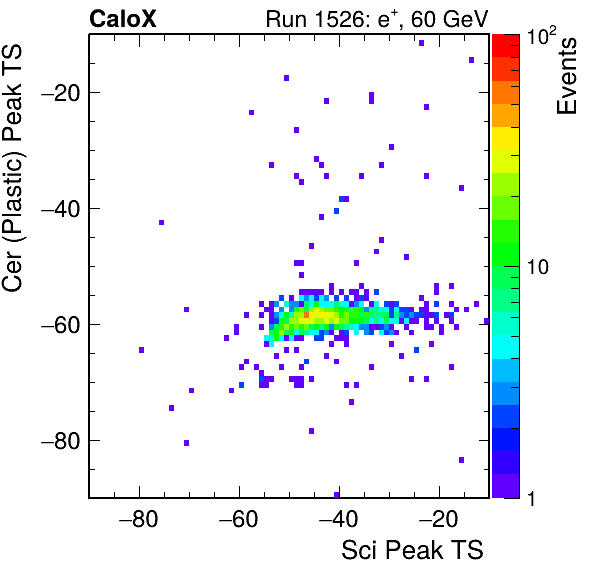 CaloX Run 1526: e⁺, 60 GeV
Cer (Plastic) Peak TS
−20
−40
−60
−80
−80 −60 −40 −20
Sci Peak TS
10²
10
1
Events